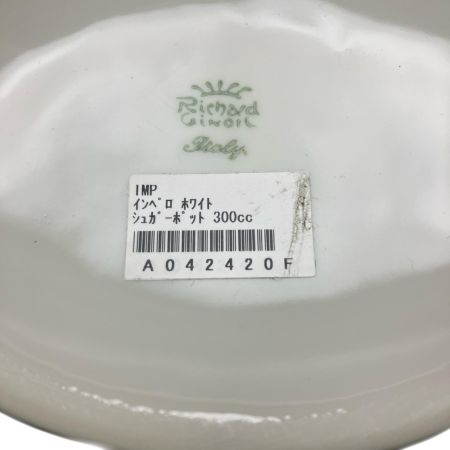 Richard
Ginori
Italy
IMP
ｲﾝﾍﾟﾛ ﾎﾜｲﾄ
ｼｭｶﾞｰﾎﾟｯﾄ 300cc
A042420F